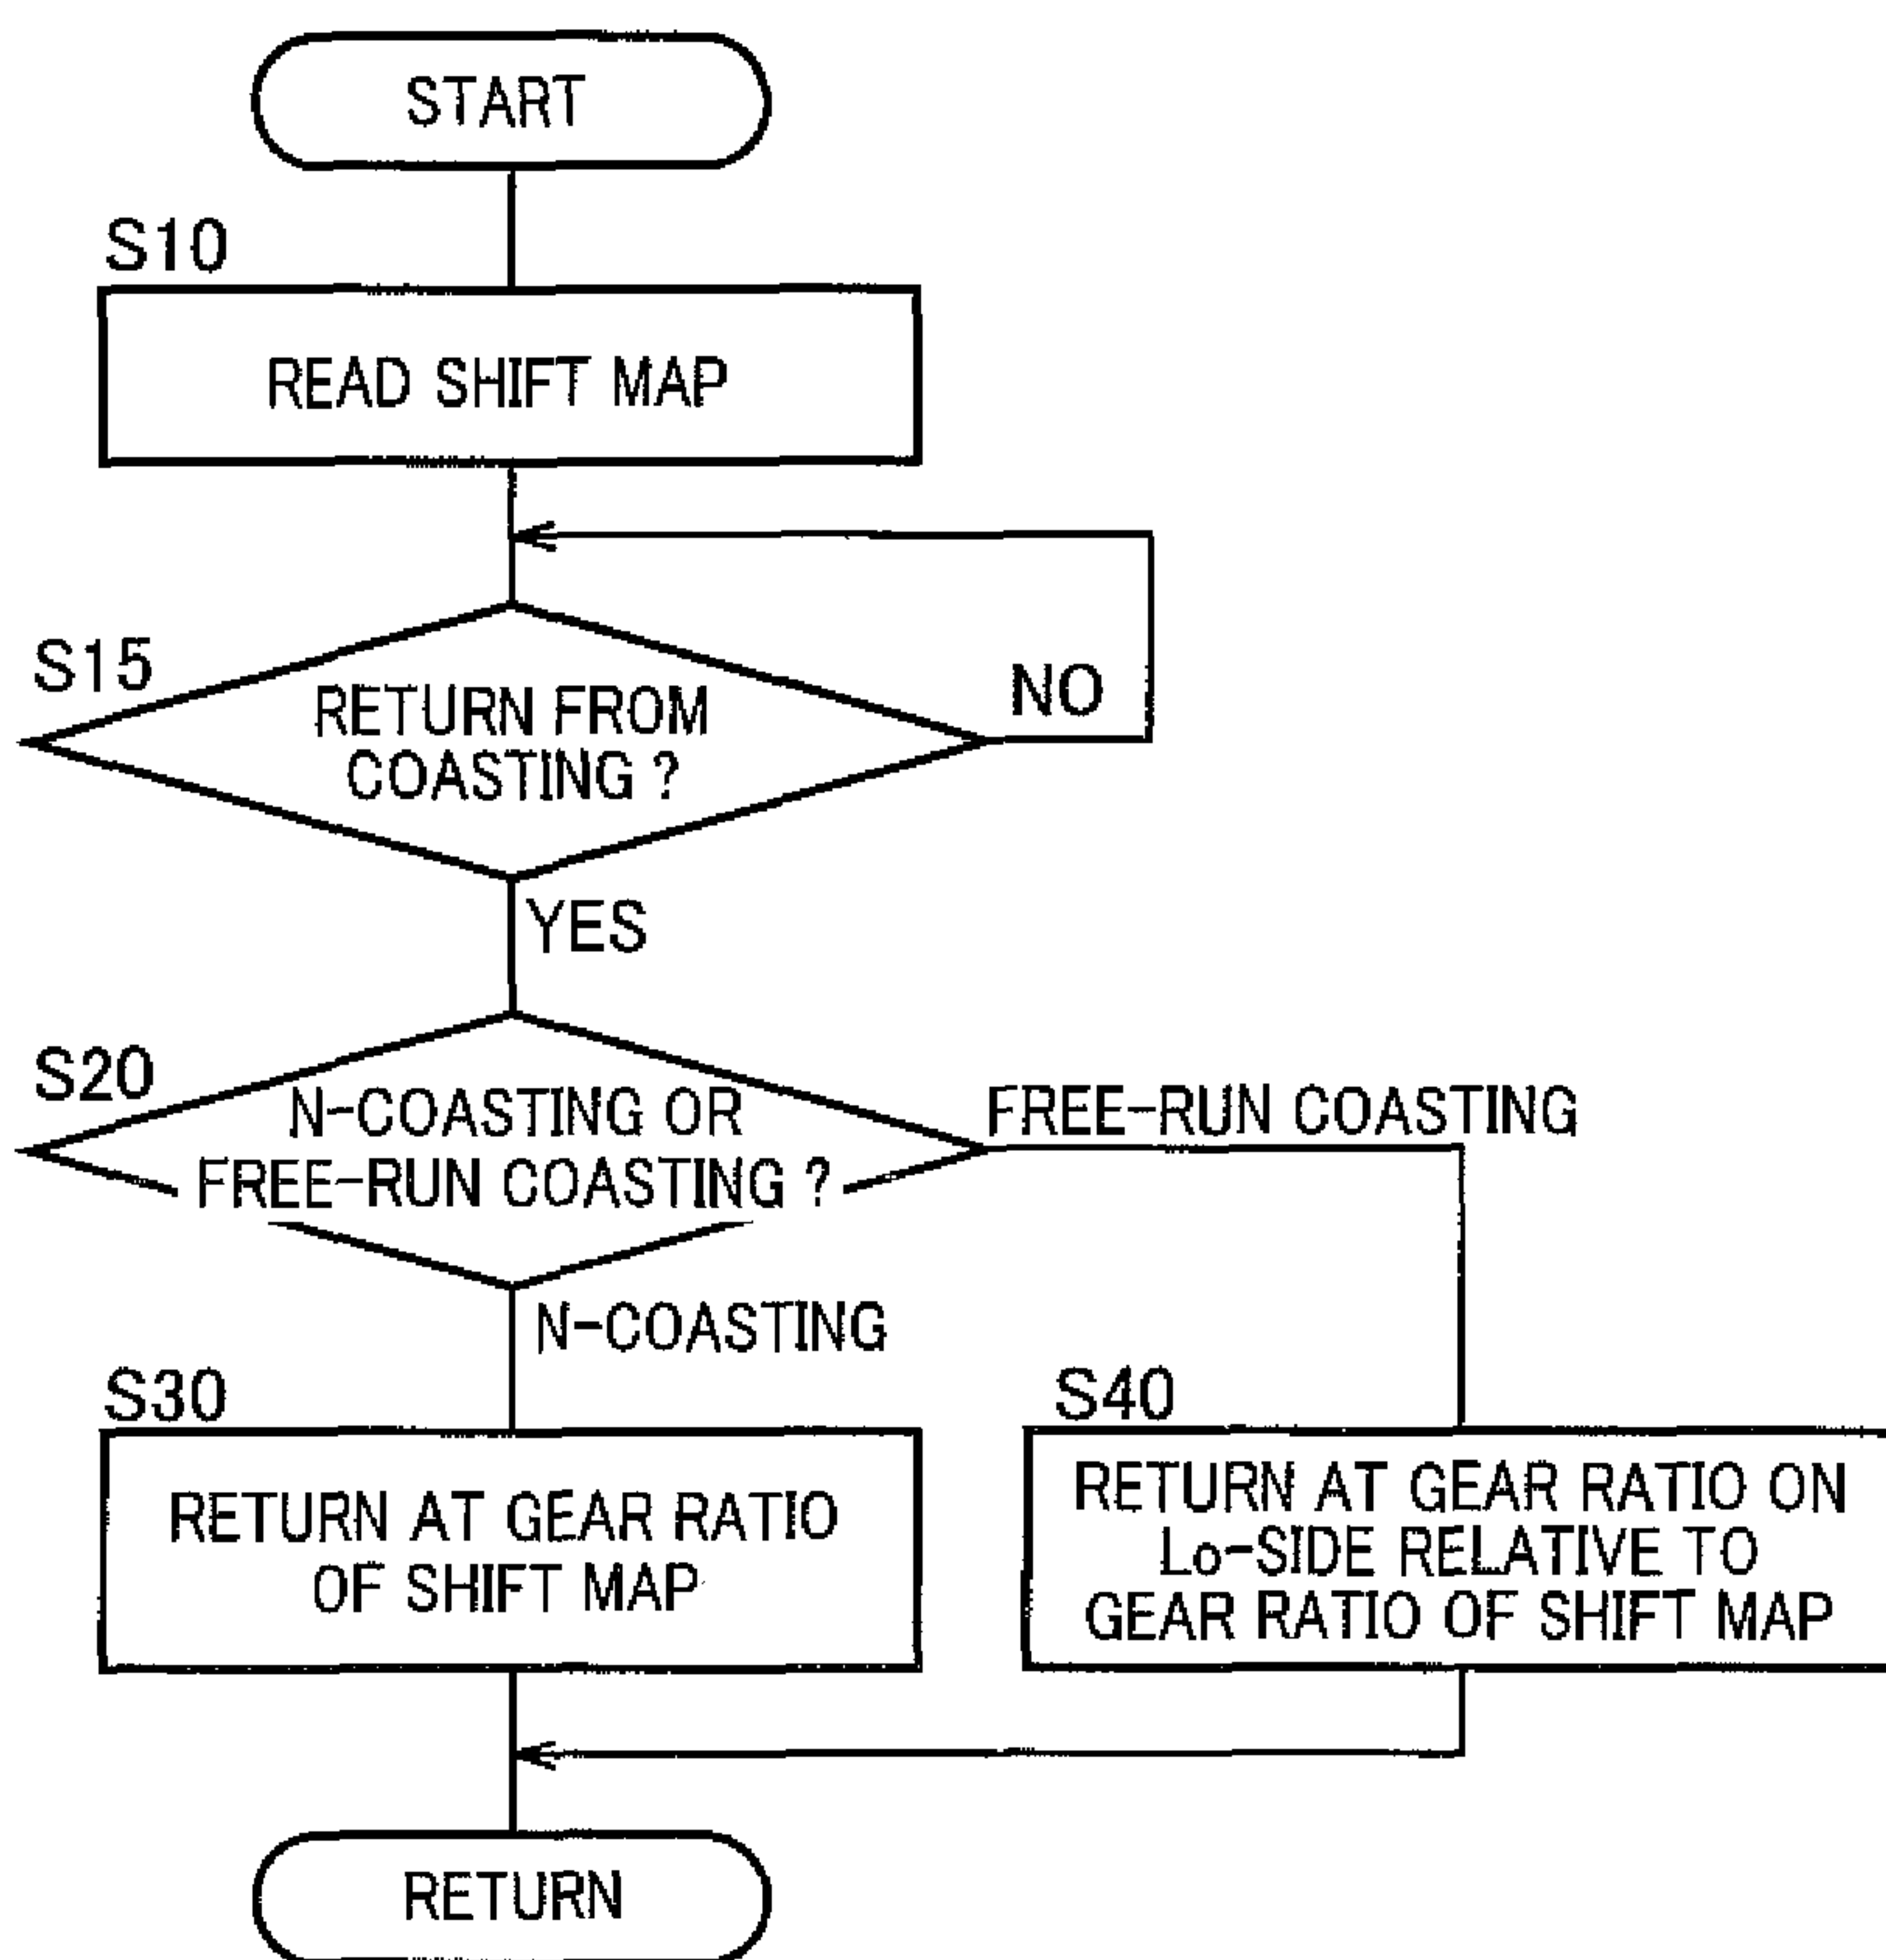 START
S10
READ SHIFT MAP
S15
RETURN FROM
COASTING ?
NO
YES
S20
N-COASTING OR
FREE-RUN COASTING ?
FREE-RUN COASTING
N-COASTING
S30
RETURN AT GEAR RATIO
OF SHIFT MAP
S40
RETURN AT GEAR RATIO ON
Lo-SIDE RELATIVE TO
GEAR RATIO OF SHIFT MAP
RETURN